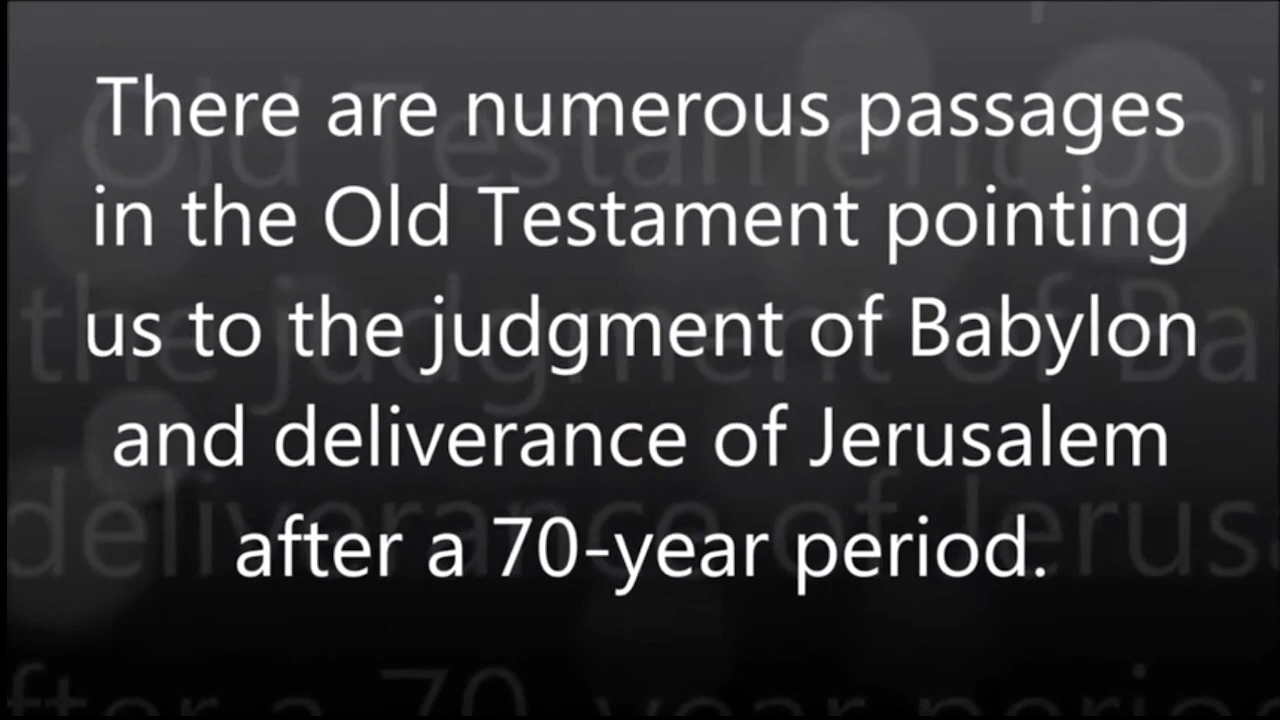 There are numerous passages
in the Old Testament pointing
us to the judgment of Babylon
and deliverance of Jerusalem
after a 70-year period.